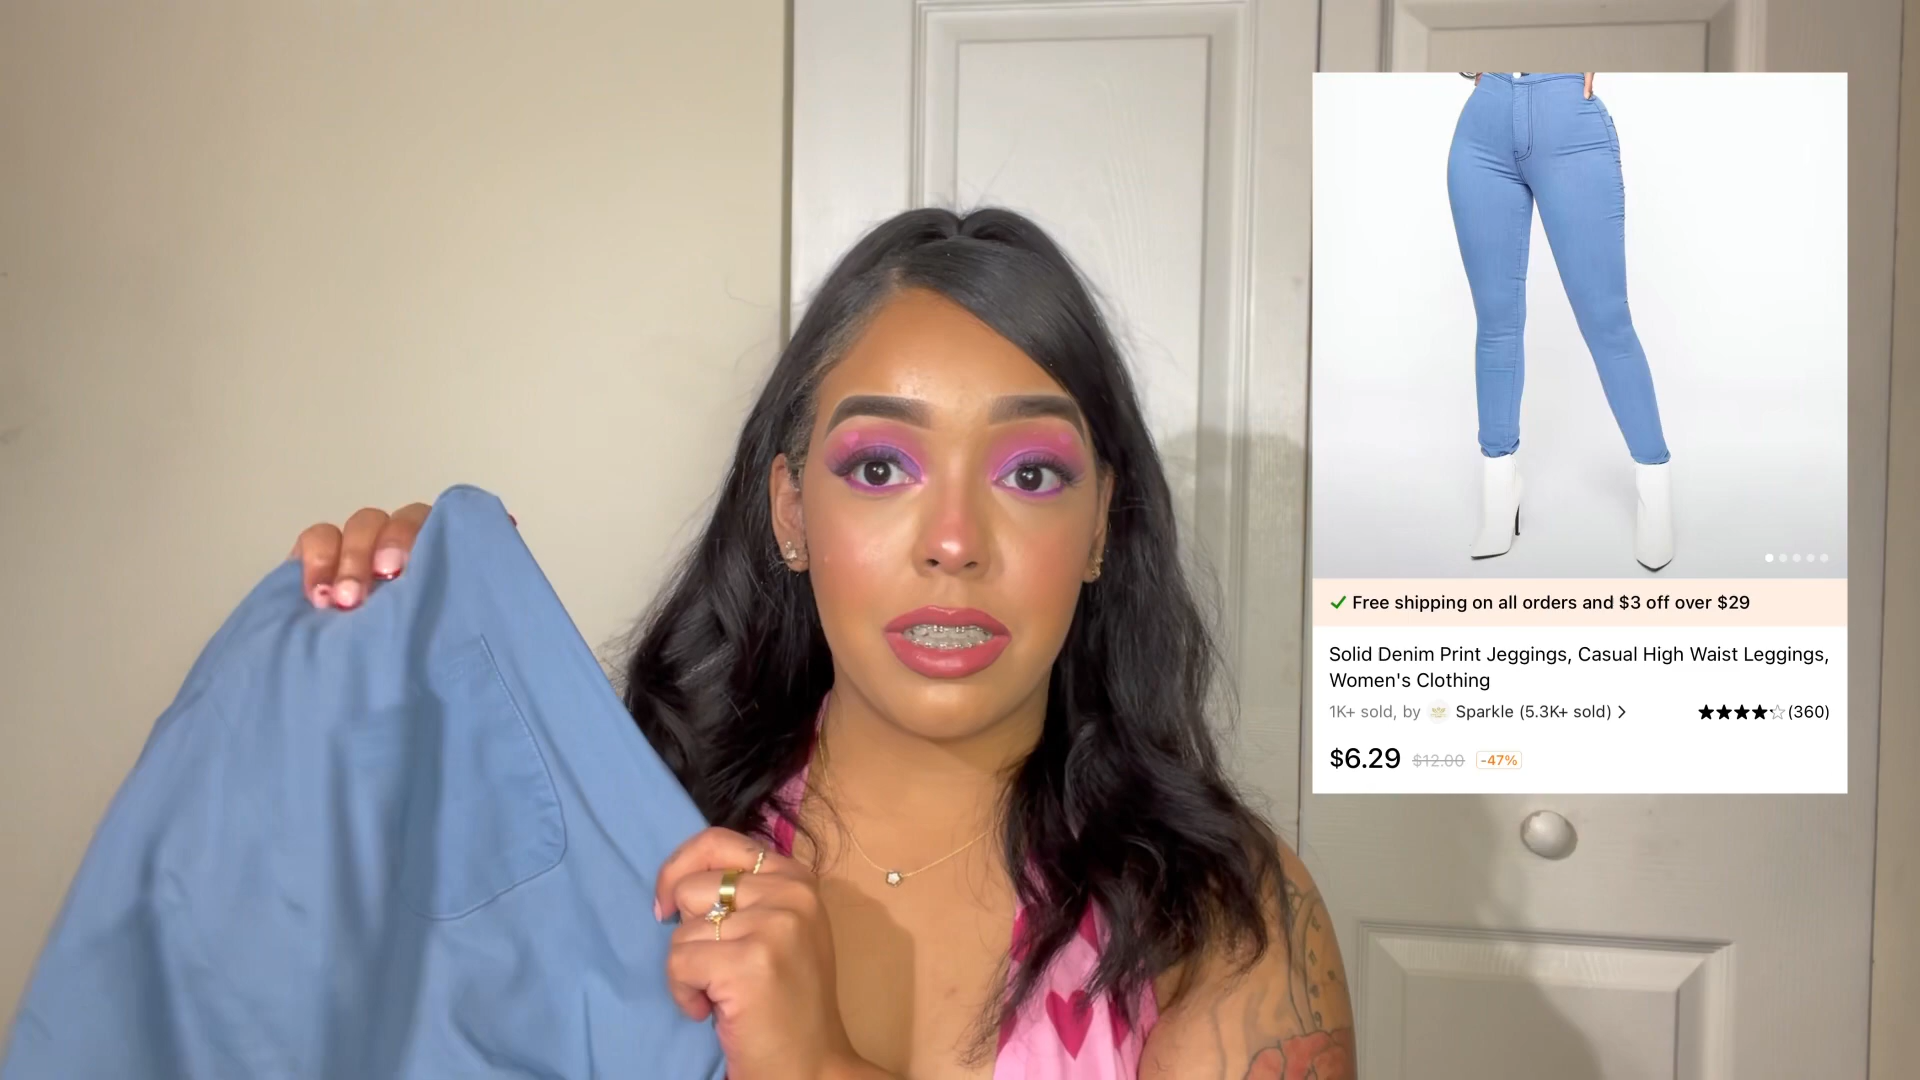 Free shipping on all orders and $3 off over $29
Solid Denim Print Jeggings, Casual High Waist Leggings,
Women's Clothing
1K+ sold, by Sparkle (5.3K+ sold) (360)
$6.29 $12.00 -47%